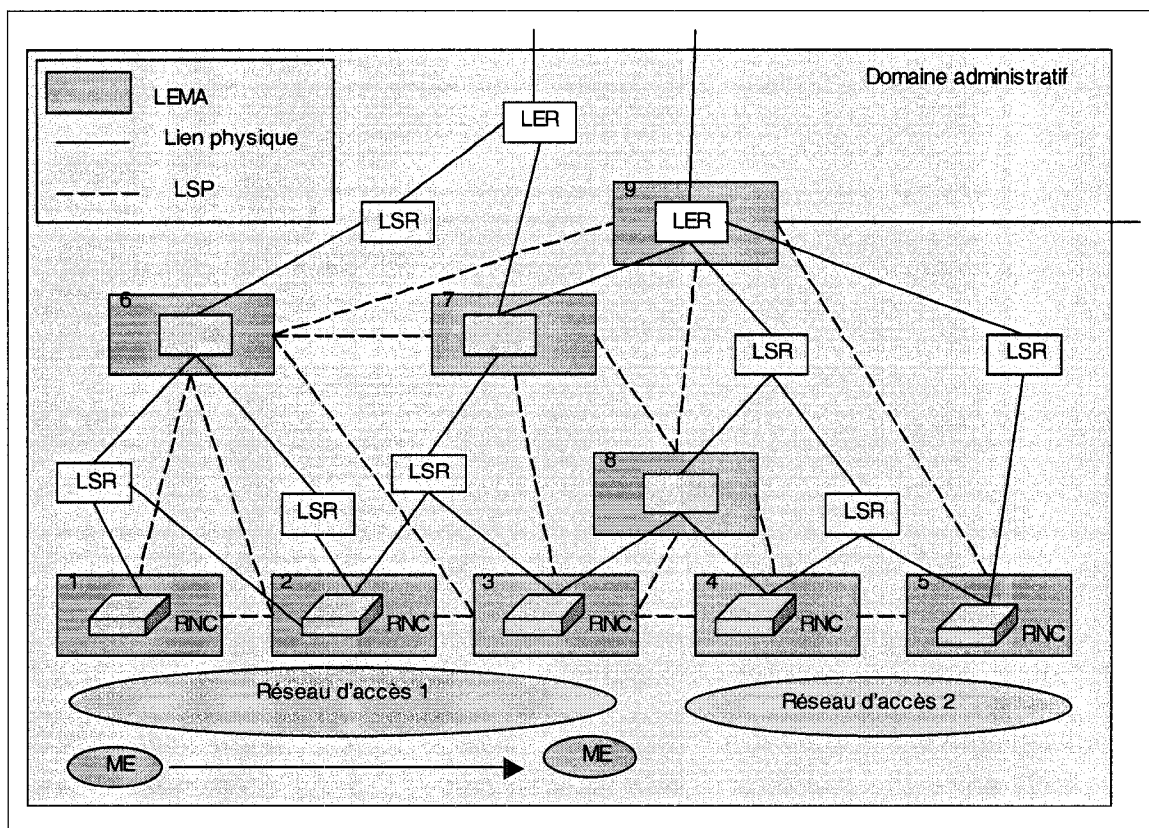 Domaine administratif
LEMA
Lien physique
LSP
LER
9
LER
LSR
6
7
LSR
LSR
8
LSR
LSR
LSR
LSR
1
RNC
2
RNC
3
RNC
4
RNC
5
RNC
Réseau d'accès 1
Réseau d'accès 2
ME
ME